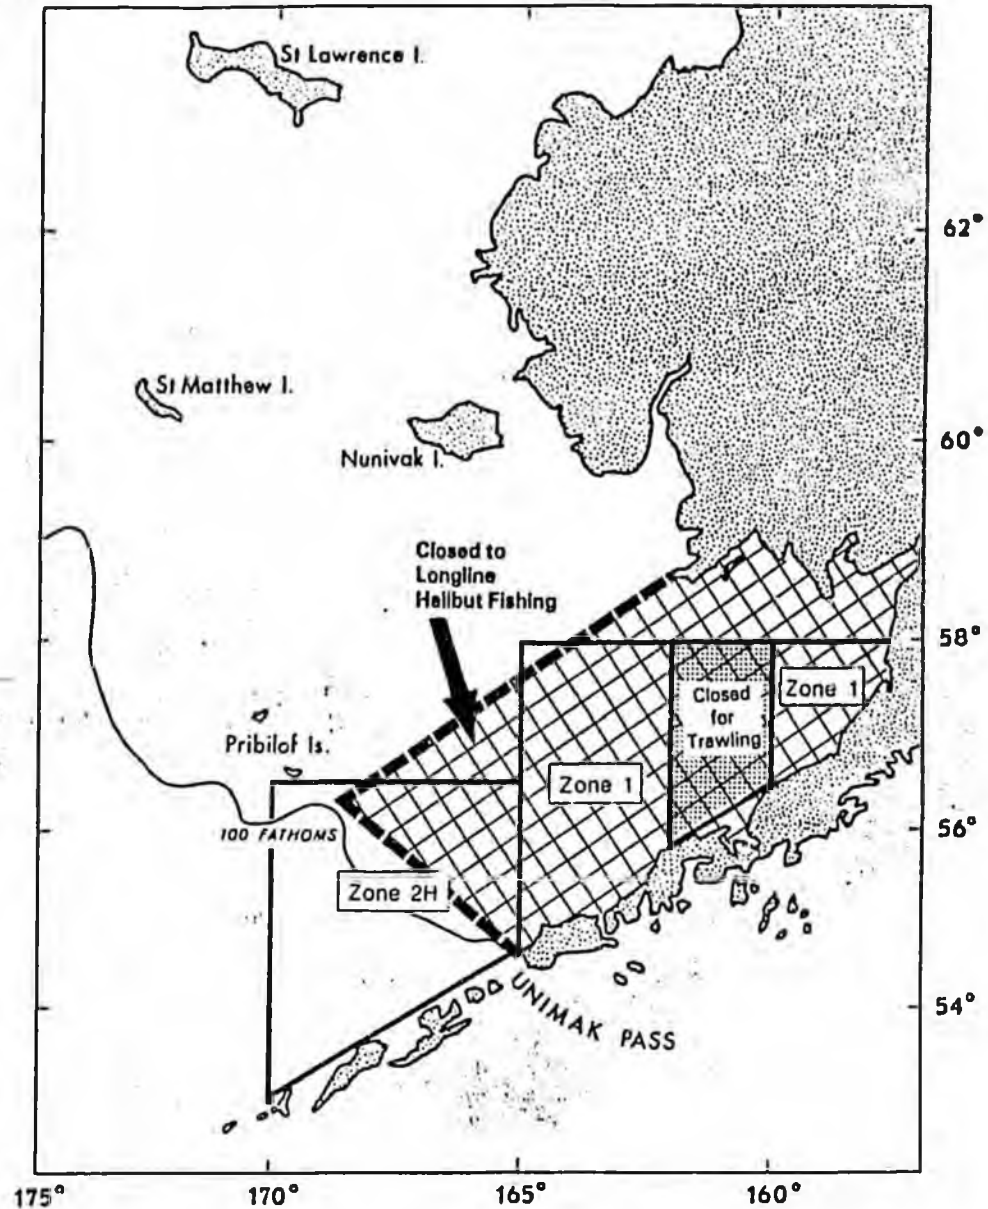 St Lawrence I.
62°
St Matthew I.
60°
Nunivak I.
Closed to
Longline
Halibut Fishing
58°
Closed
for
Trawling
Zone 1
Pribilof Is.
Zone 1
100 FATHOMS
56°
Zone 2H
UNIMAK PASS
54°
175°
170°
165°
160°